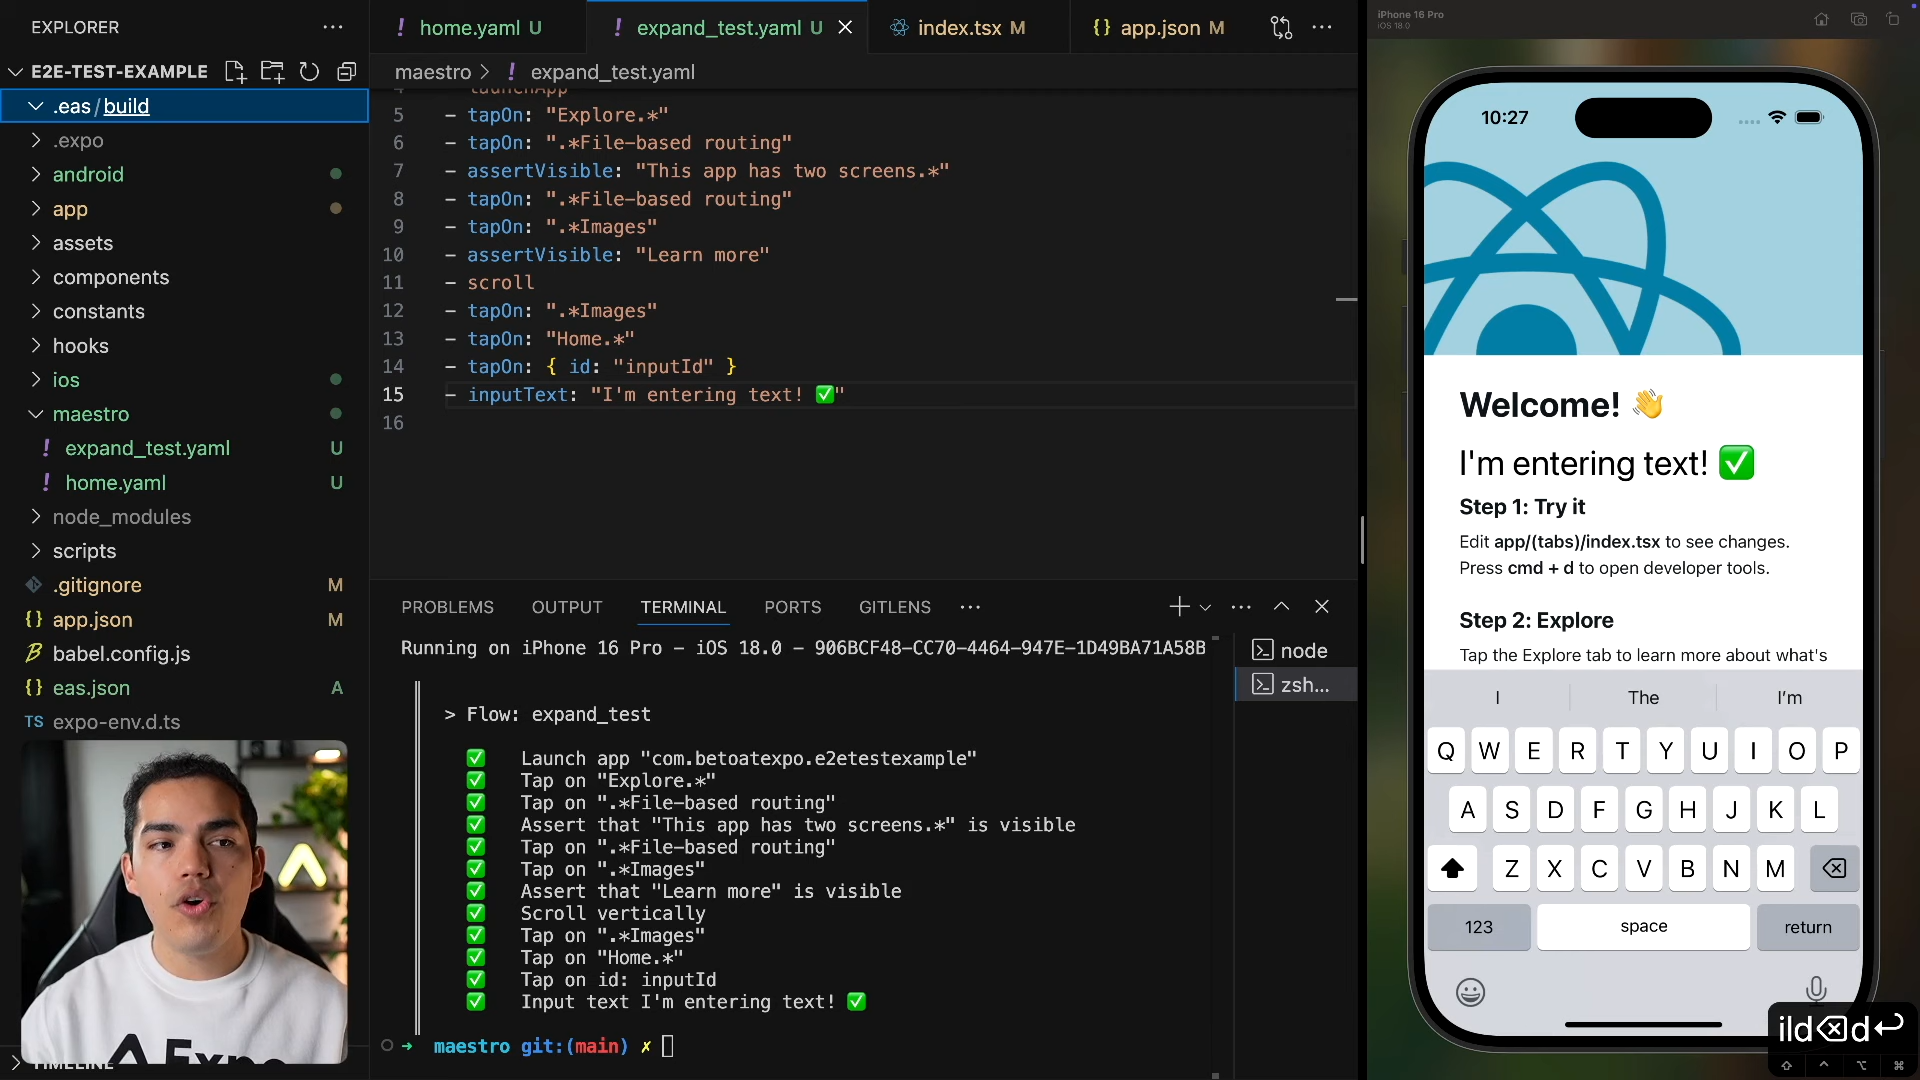 EXPLORER
E2E-TEST-EXAMPLE
.eas/build
.expo
android
app
assets
components
constants
hooks
ios
maestro
! expand_test.yaml U
! home.yaml U
node_modules
scripts
.gitignore M
{} app.json M
babel.config.js
{} eas.json A
TS expo-env.d.ts
TIMELINE
! home.yaml U
! expand_test.yaml U
index.tsx M
{} app.json M
maestro > ! expand_test.yaml
4 launchApp
5 - tapOn: "Explore.*"
6 - tapOn: ".*File-based routing"
7 - assertVisible: "This app has two screens.*"
8 - tapOn: ".*File-based routing"
9 - tapOn: ".*Images"
10 - assertVisible: "Learn more"
11 - scroll
12 - tapOn: ".*Images"
13 - tapOn: "Home.*"
14 - tapOn: { id: "inputId" }
15 - inputText: "I'm entering text! ✅"
16
PROBLEMS OUTPUT TERMINAL PORTS GITLENS
Running on iPhone 16 Pro - iOS 18.0 - 906BCF48-CC70-4464-947E-1D49BA71A58B
> Flow: expand_test
✅ Launch app "com.betoatexpo.e2etestexample"
✅ Tap on "Explore.*"
✅ Tap on ".*File-based routing"
✅ Assert that "This app has two screens.*" is visible
✅ Tap on ".*File-based routing"
✅ Tap on ".*Images"
✅ Assert that "Learn more" is visible
✅ Scroll vertically
✅ Tap on ".*Images"
✅ Tap on "Home.*"
✅ Tap on id: inputId
✅ Input text I'm entering text! ✅
➜ maestro git:(main) ✗
node
zsh...
iPhone 16 Pro
iOS 18.0
10:27
Welcome! 👋
I'm entering text! ✅
Step 1: Try it
Edit app/(tabs)/index.tsx to see changes.
Press cmd + d to open developer tools.
Step 2: Explore
Tap the Explore tab to learn more about what's
I The I'm
Q W E R T Y U I O P
A S D F G H J K L
Z X C V B N M
123 space return
ild⌫d↩
⇧ ⌃ ⌥ ⌘
Expo